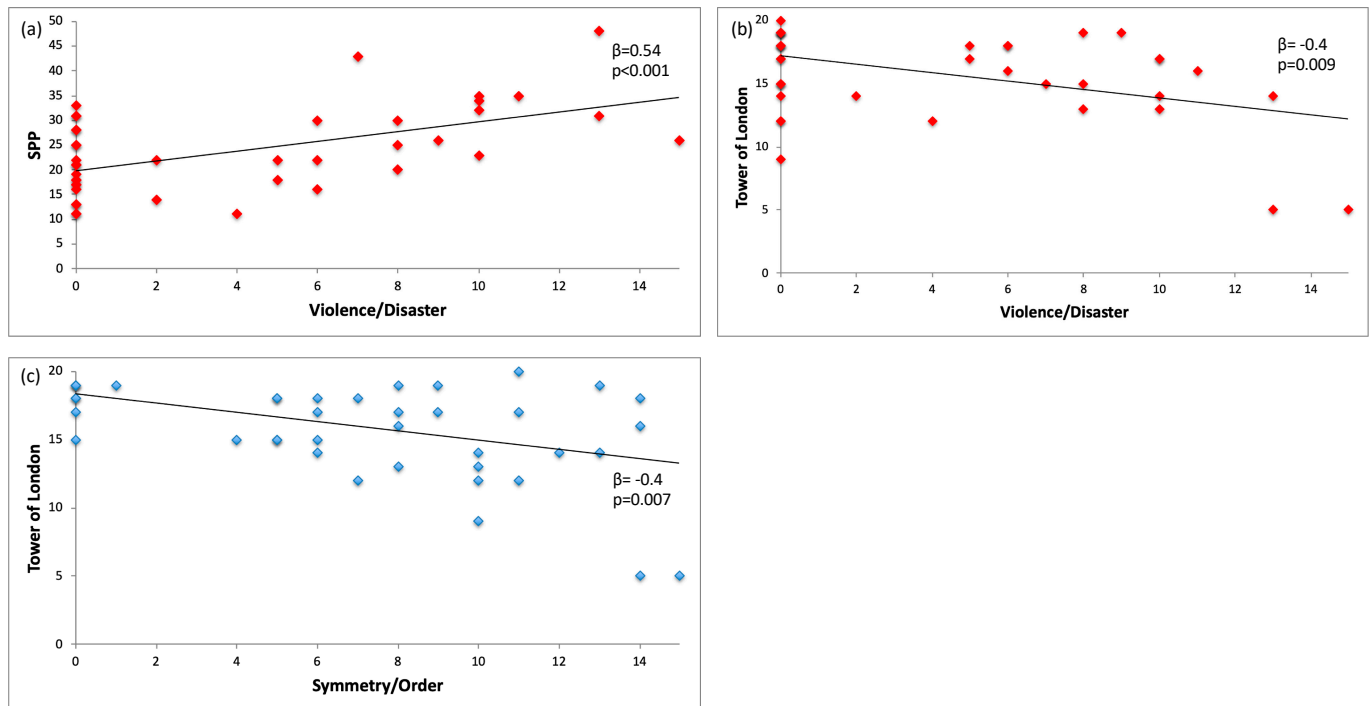 (a)
β=0.54
p<0.001
SPP
50
45
40
35
30
25
20
15
10
5
0
0 2 4 6 8 10 12 14
Violence/Disaster
(b)
β= -0.4
p=0.009
Tower of London
20
15
10
5
0
0 2 4 6 8 10 12 14
Violence/Disaster
(c)
β= -0.4
p=0.007
Tower of London
20
15
10
5
0
0 2 4 6 8 10 12 14
Symmetry/Order